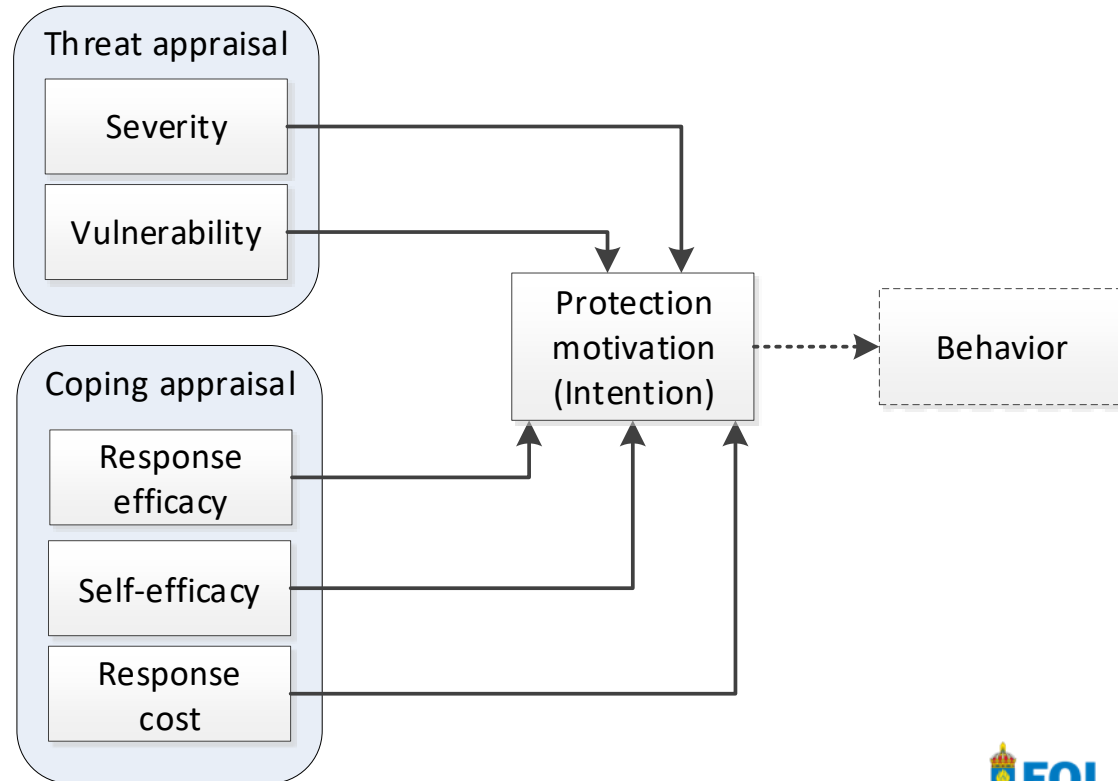 Threat appraisal
Severity
Vulnerability
Protection
motivation
(Intention)
Behavior
Coping appraisal
Response
efficacy
Self-efficacy
Response
cost
FOI